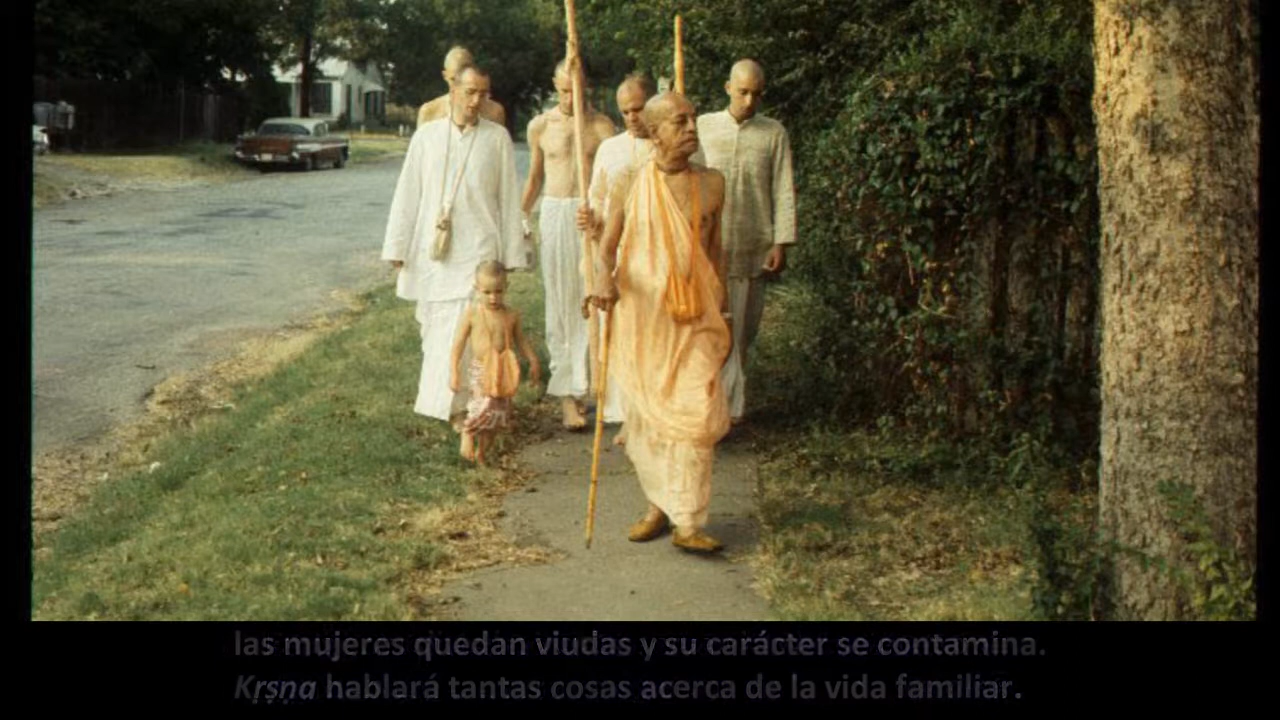 las mujeres quedan viudas y su carácter se contamina.
Kṛṣṇa hablará tantas cosas acerca de la vida familiar.